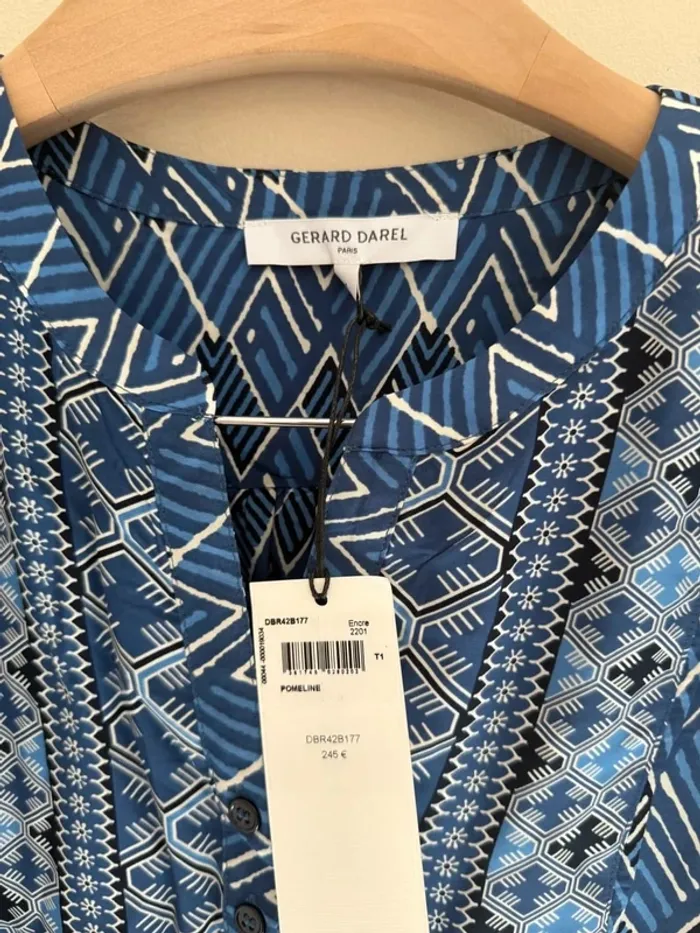 GERARD DAREL
PARIS
DBR42B177
Encre
2201
T1
POMELINE
DBR42B177
245 €